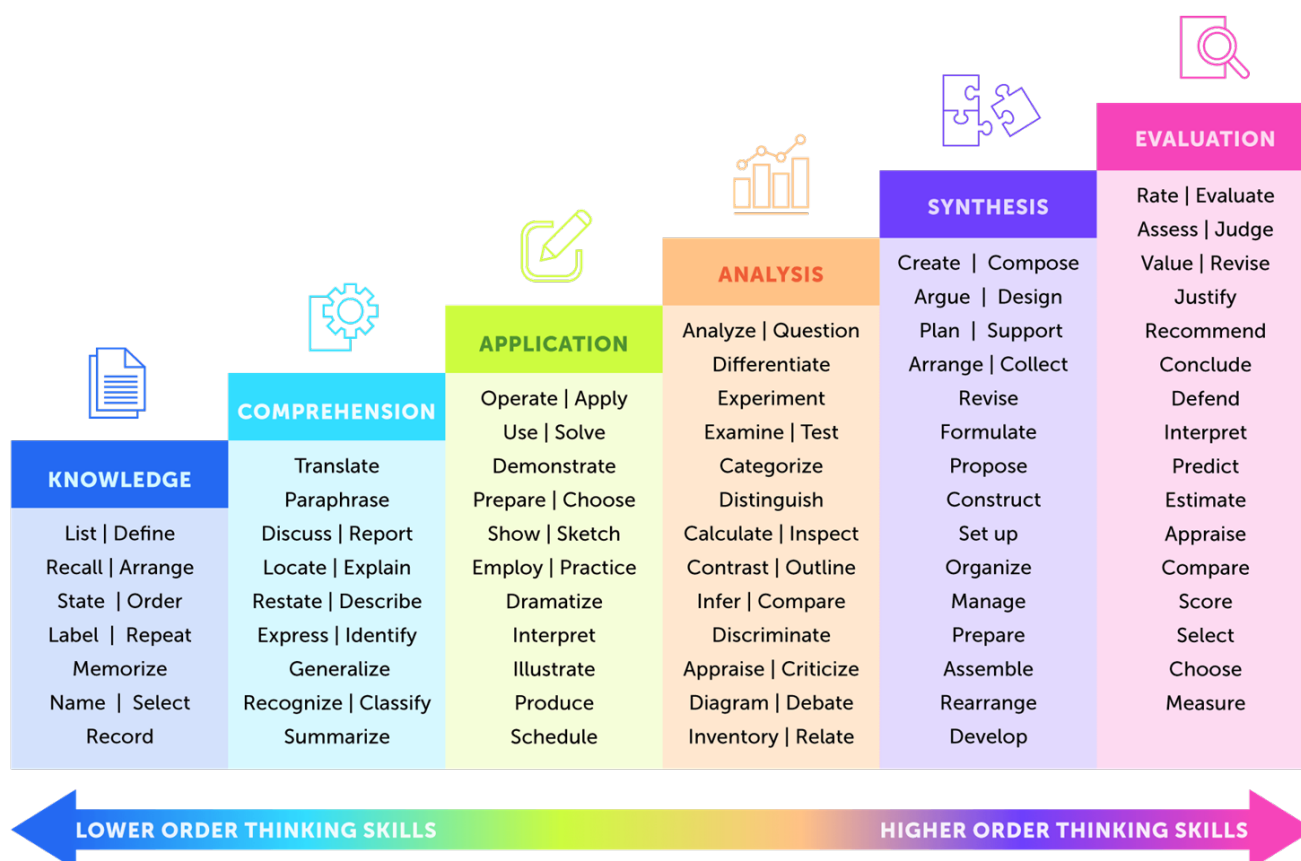 KNOWLEDGE
List | Define
Recall | Arrange
State | Order
Label | Repeat
Memorize
Name | Select
Record
COMPREHENSION
Translate
Paraphrase
Discuss | Report
Locate | Explain
Restate | Describe
Express | Identify
Generalize
Recognize | Classify
Summarize
APPLICATION
Operate | Apply
Use | Solve
Demonstrate
Prepare | Choose
Show | Sketch
Employ | Practice
Dramatize
Interpret
Illustrate
Produce
Schedule
ANALYSIS
Analyze | Question
Differentiate
Experiment
Examine | Test
Categorize
Distinguish
Calculate | Inspect
Contrast | Outline
Infer | Compare
Discriminate
Appraise | Criticize
Diagram | Debate
Inventory | Relate
SYNTHESIS
Create | Compose
Argue | Design
Plan | Support
Arrange | Collect
Revise
Formulate
Propose
Construct
Set up
Organize
Manage
Prepare
Assemble
Rearrange
Develop
EVALUATION
Rate | Evaluate
Assess | Judge
Value | Revise
Justify
Recommend
Conclude
Defend
Interpret
Predict
Estimate
Appraise
Compare
Score
Select
Choose
Measure
LOWER ORDER THINKING SKILLS
HIGHER ORDER THINKING SKILLS